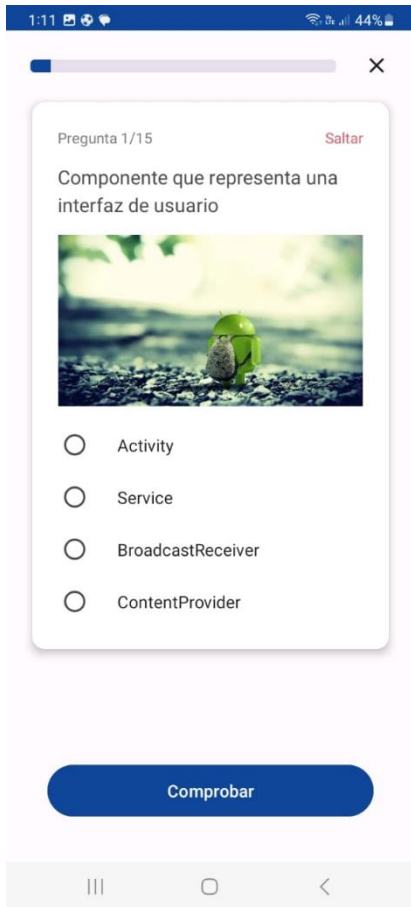 1:11 44%
Pregunta 1/15 Saltar
Componente que representa una
interfaz de usuario
Activity
Service
BroadcastReceiver
ContentProvider
Comprobar